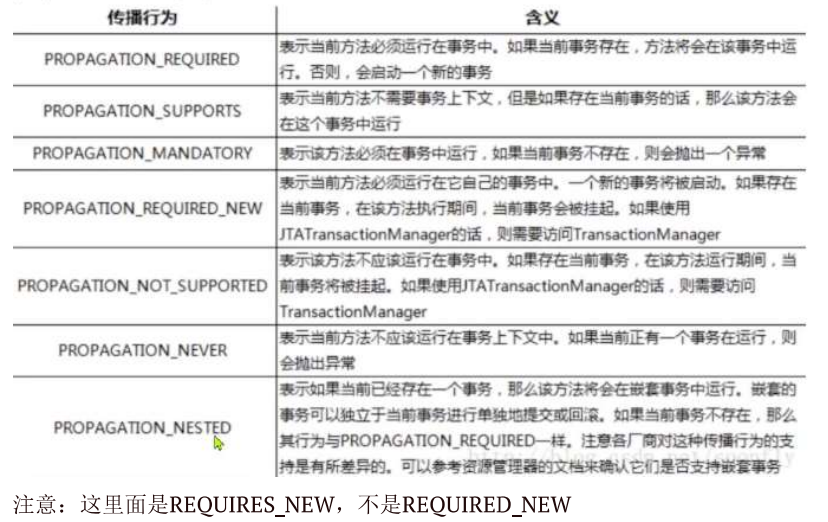 传播行为 含义
PROPAGATION_REQUIRED
表示当前方法必须运行在事务中。如果当前事务存在，方法将会在该事务中运
行。否则，会启动一个新的事务
PROPAGATION_SUPPORTS
表示当前方法不需要事务上下文，但是如果存在当前事务的话，那么该方法会
在这个事务中运行
PROPAGATION_MANDATORY
表示该方法必须在事务中运行，如果当前事务不存在，则会抛出一个异常
PROPAGATION_REQUIRED_NEW
表示当前方法必须运行在它自己的事务中。一个新的事务将被启动。如果存在
当前事务，在该方法执行期间，当前事务会被挂起。如果使用
JTATransactionManager的话，则需要访问TransactionManager
PROPAGATION_NOT_SUPPORTED
表示该方法不应该运行在事务中。如果存在当前事务，在该方法运行期间，当
前事务将被挂起。如果使用JTATransactionManager的话，则需要访问
TransactionManager
PROPAGATION_NEVER
表示当前方法不应该运行在事务上下文中。如果当前正有一个事务在运行，则
会抛出异常
PROPAGATION_NESTED
表示如果当前已经存在一个事务，那么该方法将会在嵌套事务中运行。嵌套的
事务可以独立于当前事务进行单独地提交或回滚。如果当前事务不存在，那么
其行为与PROPAGATION_REQUIRED一样。注意各厂商对这种传播行为的支
持是有所差异的。可以参考资源管理器的文档来确认它们是否支持嵌套事务
注意：这里面是REQUIRES_NEW，不是REQUIRED_NEW